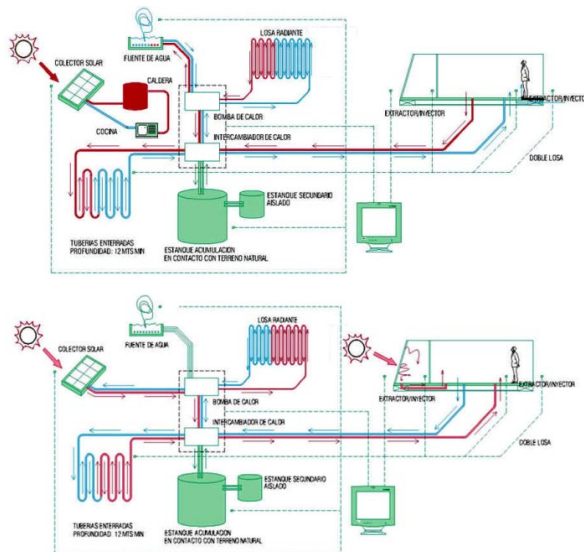 FUENTE DE AGUA
LOSA RADIANTE
COLECTOR SOLAR
CALDERA
COCINA
BOMBA DE CALOR
EXTRACTOR/INYECTOR
EXTRACTOR/INYECTOR
INTERCAMBIADOR DE CALOR
DOBLE LOSA
ESTANQUE SECUNDARIO
AISLADO
TUBERIAS ENTERRADAS
PROFUNDIDAD: 12 MTS MIN
ESTANQUE ACUMULACION
EN CONTACTO CON TERRENO NATURAL
LOSA RADIANTE
FUENTE DE AGUA
COLECTOR SOLAR
EXTRACTOR/INYECTOR
BOMBA DE CALOR
EXTRACTOR/INYECTOR
INTERCAMBIADOR DE CALOR
DOBLE LOSA
ESTANQUE SECUNDARIO
AISLADO
TUBERIAS ENTERRADAS
PROFUNDIDAD: 12 MTS MIN
ESTANQUE ACUMULACION
EN CONTACTO CON TERRENO NATURAL